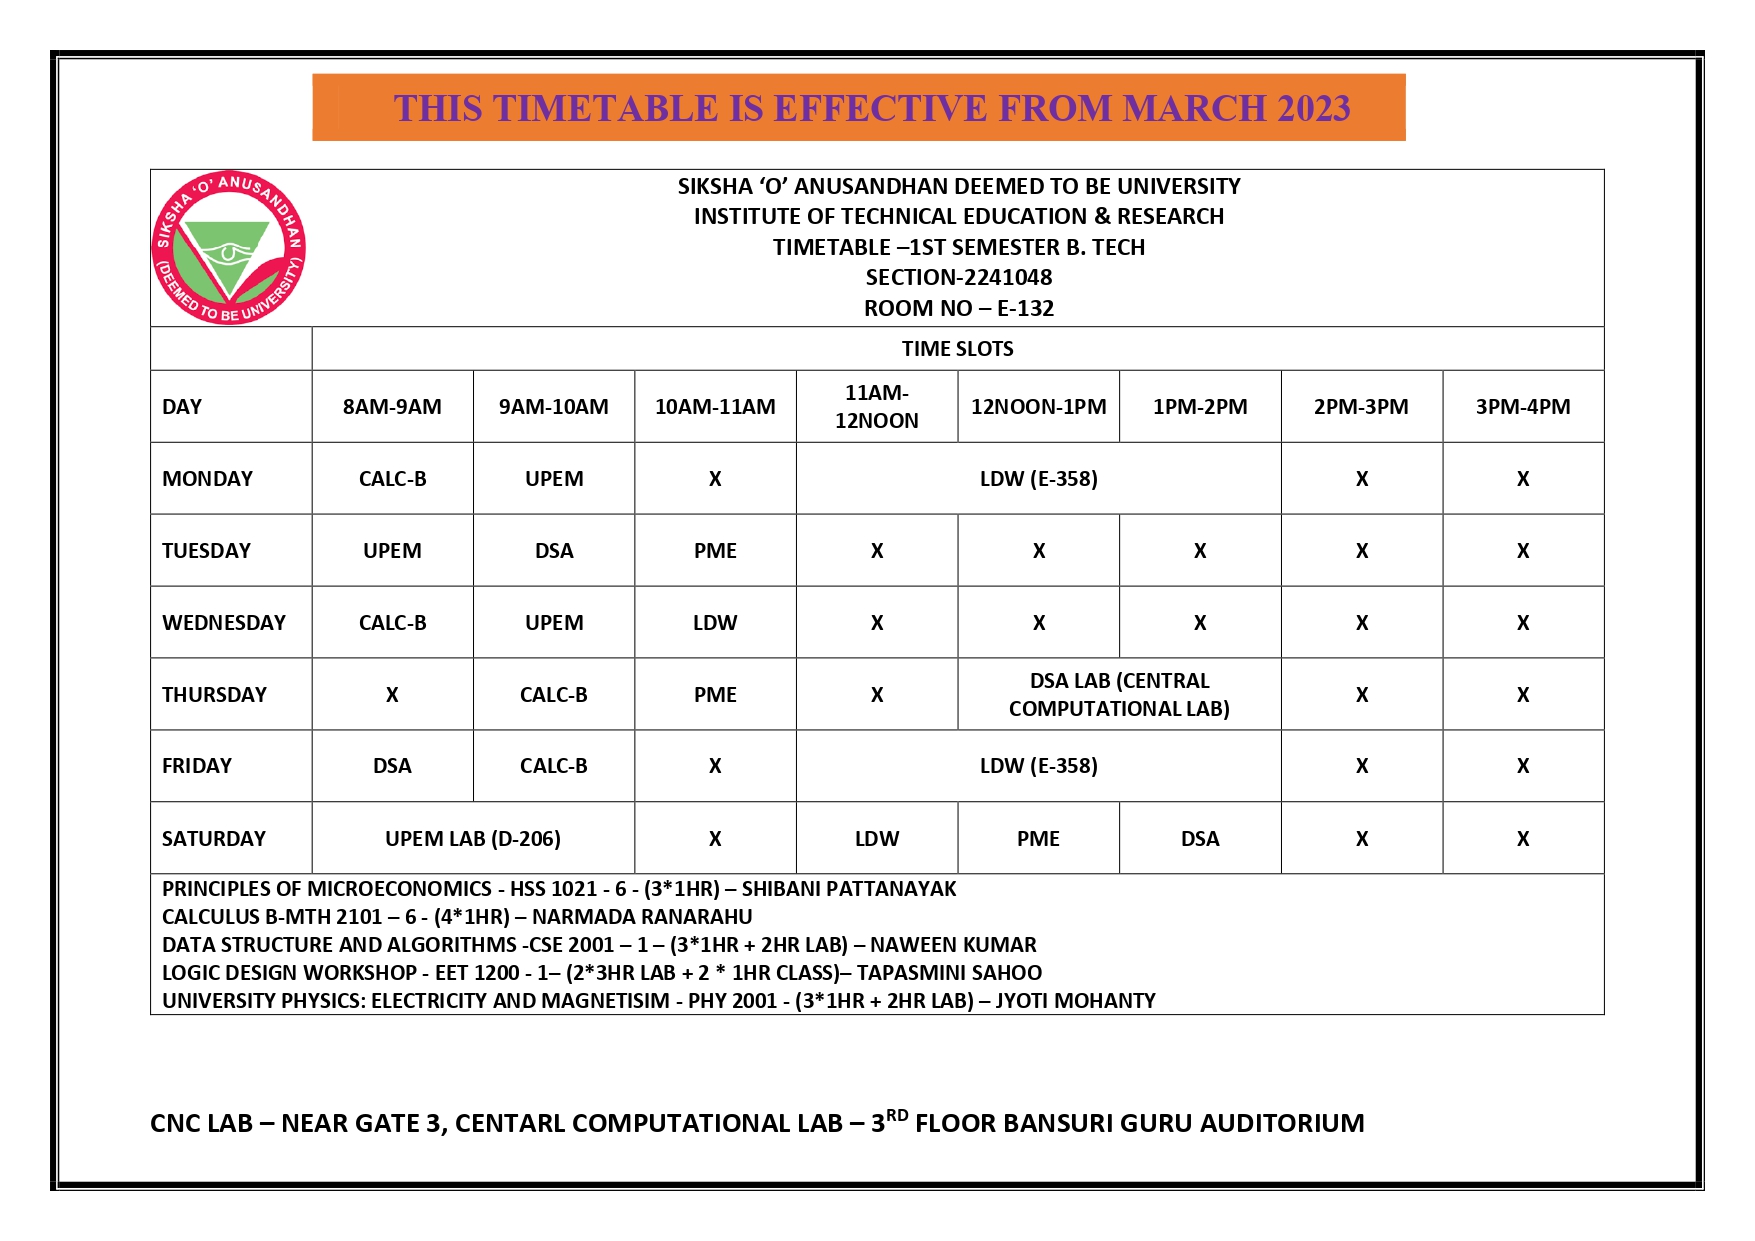 THIS TIMETABLE IS EFFECTIVE FROM MARCH 2023
SIKSHA 'O' ANUSANDHAN
(DEEMED TO BE UNIVERSITY)
SIKSHA ‘O’ ANUSANDHAN DEEMED TO BE UNIVERSITY
INSTITUTE OF TECHNICAL EDUCATION & RESEARCH
TIMETABLE –1ST SEMESTER B. TECH
SECTION-2241048
ROOM NO – E-132
TIME SLOTS
DAY 8AM-9AM 9AM-10AM 10AM-11AM 11AM-12NOON 12NOON-1PM 1PM-2PM 2PM-3PM 3PM-4PM
MONDAY CALC-B UPEM X LDW (E-358) X X
TUESDAY UPEM DSA PME X X X X X
WEDNESDAY CALC-B UPEM LDW X X X X X
THURSDAY X CALC-B PME X DSA LAB (CENTRAL COMPUTATIONAL LAB) X X
FRIDAY DSA CALC-B X LDW (E-358) X X
SATURDAY UPEM LAB (D-206) X LDW PME DSA X X
PRINCIPLES OF MICROECONOMICS - HSS 1021 - 6 - (3*1HR) – SHIBANI PATTANAYAK
CALCULUS B-MTH 2101 – 6 - (4*1HR) – NARMADA RANARAHU
DATA STRUCTURE AND ALGORITHMS -CSE 2001 – 1 – (3*1HR + 2HR LAB) – NAWEEN KUMAR
LOGIC DESIGN WORKSHOP - EET 1200 - 1– (2*3HR LAB + 2 * 1HR CLASS)– TAPASMINI SAHOO
UNIVERSITY PHYSICS: ELECTRICITY AND MAGNETISIM - PHY 2001 - (3*1HR + 2HR LAB) – JYOTI MOHANTY
CNC LAB – NEAR GATE 3, CENTARL COMPUTATIONAL LAB – 3RD FLOOR BANSURI GURU AUDITORIUM